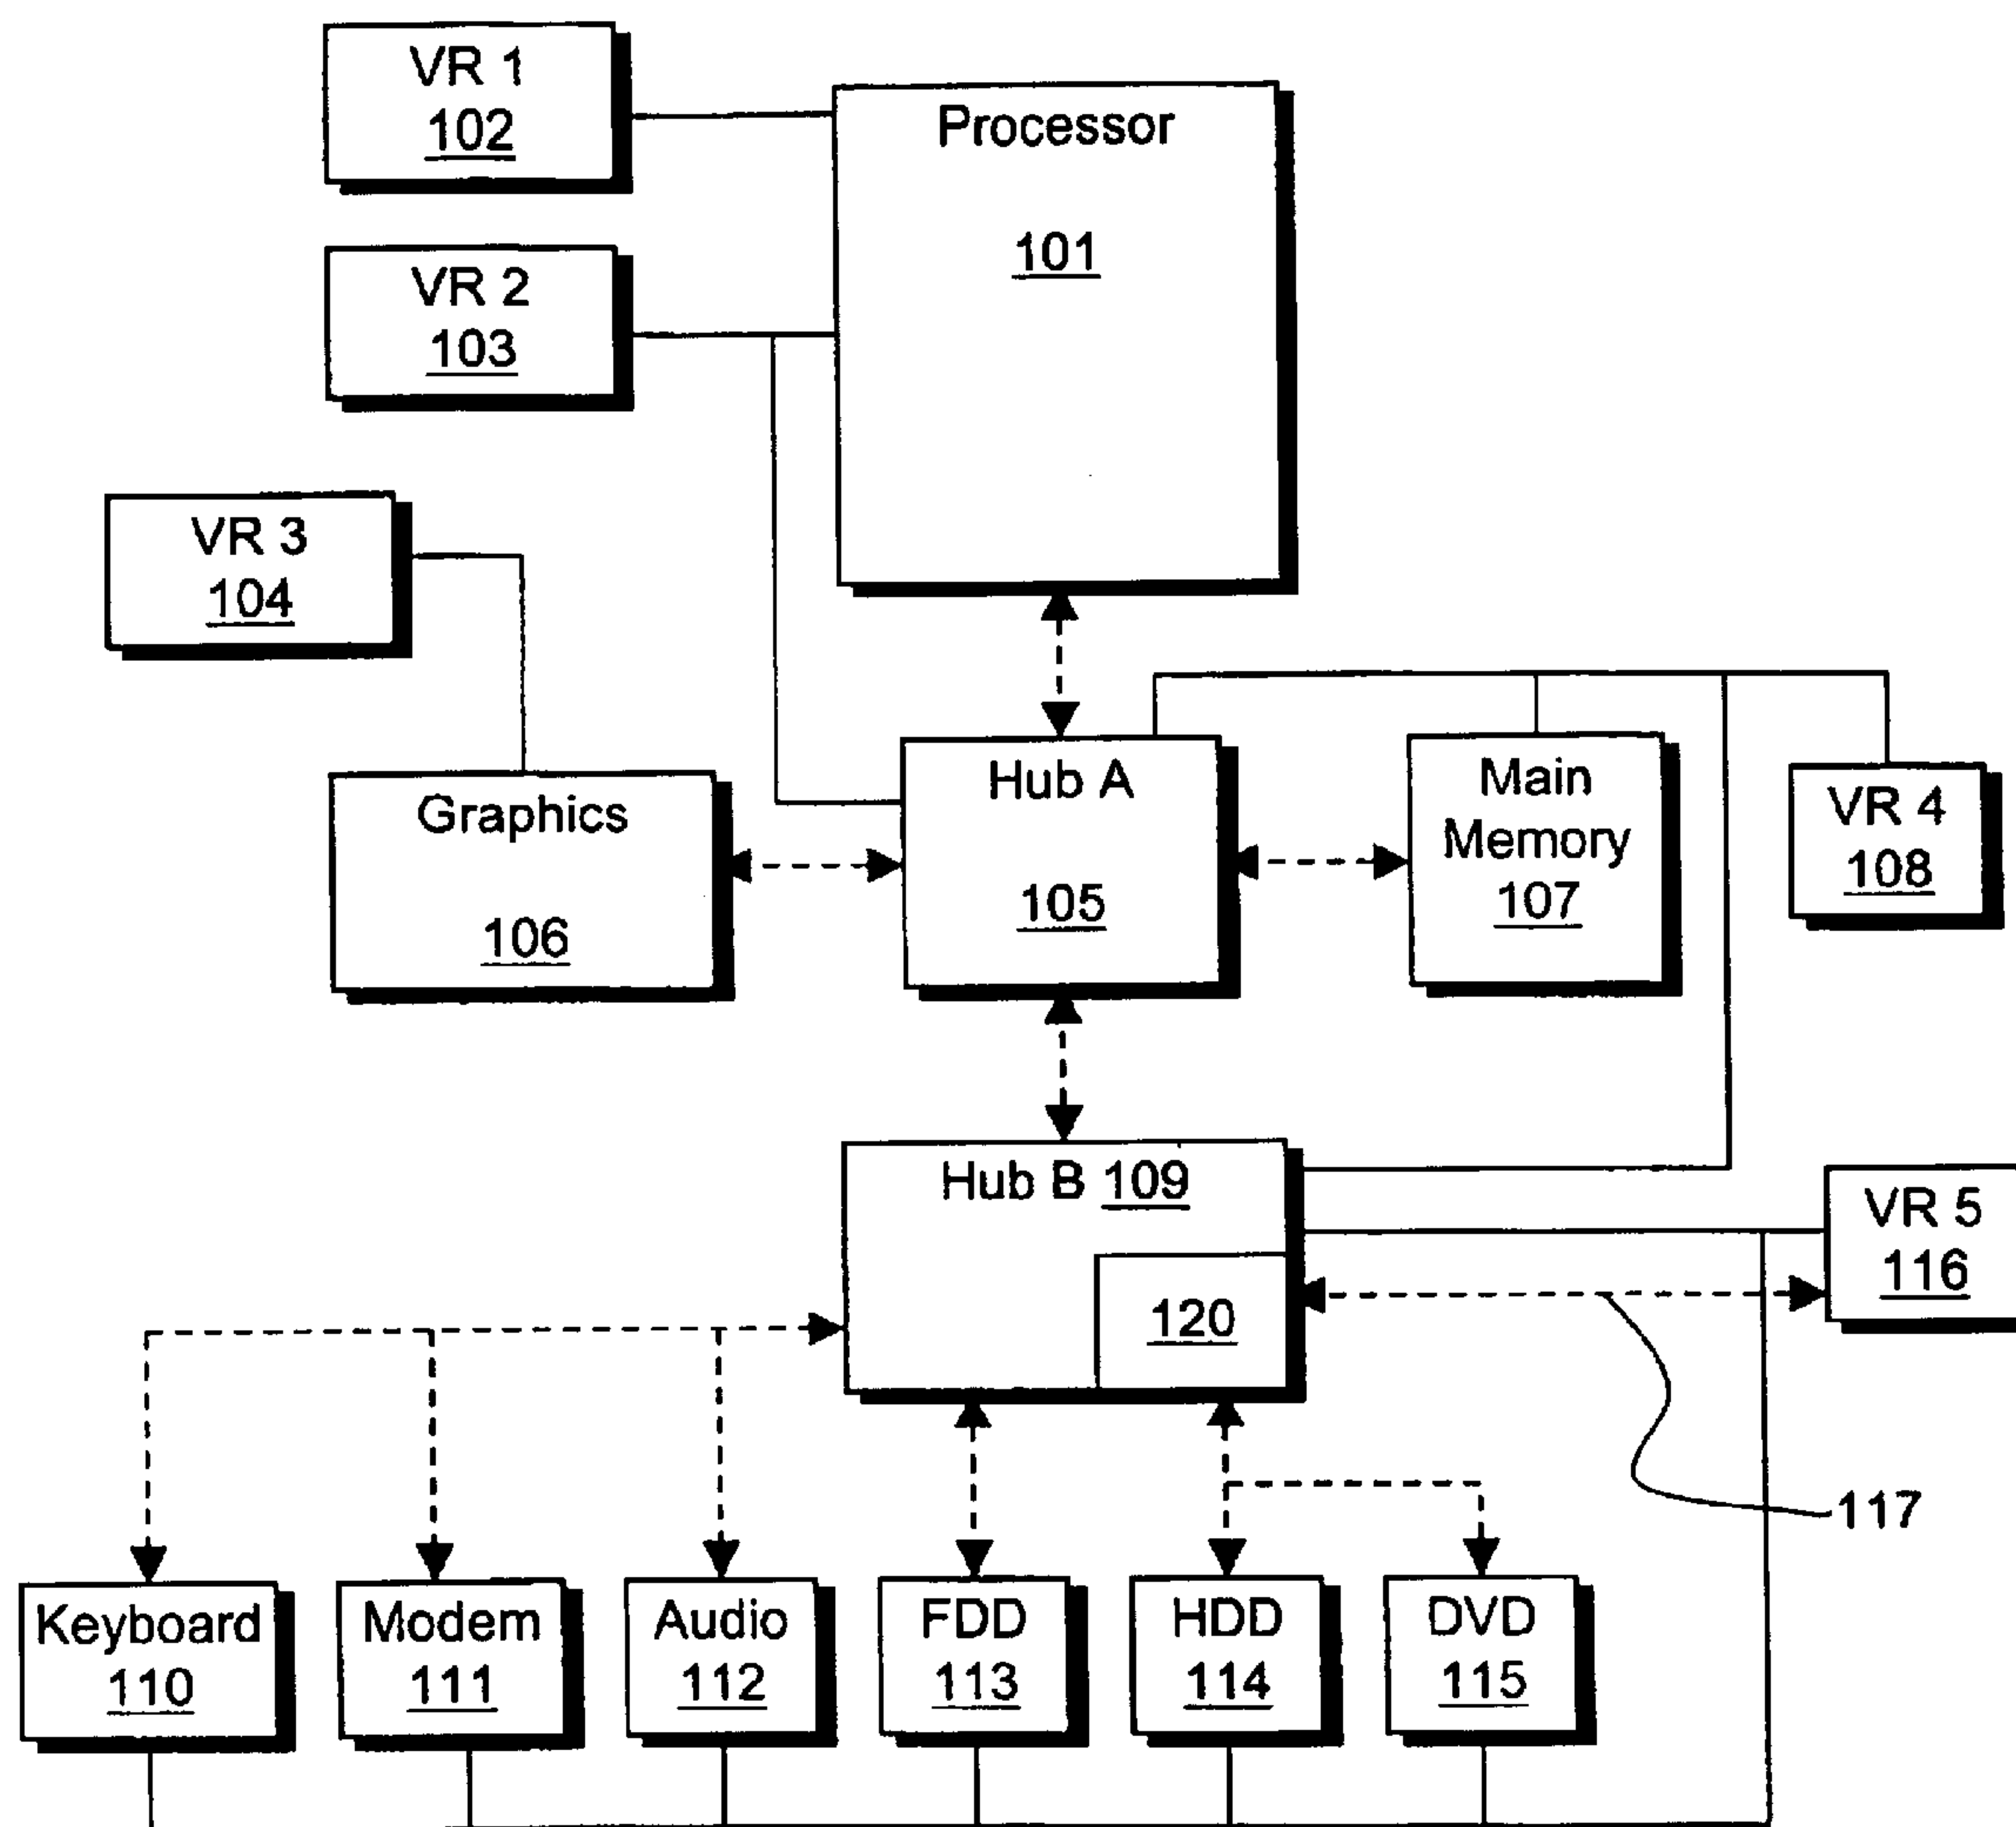 VR 1
102
Processor
101
VR 2
103
VR 3
104
Hub A
105
Main
Memory
107
VR 4
108
Graphics
106
Hub B 109
120
VR 5
116
117
Keyboard
110
Modem
111
Audio
112
FDD
113
HDD
114
DVD
115